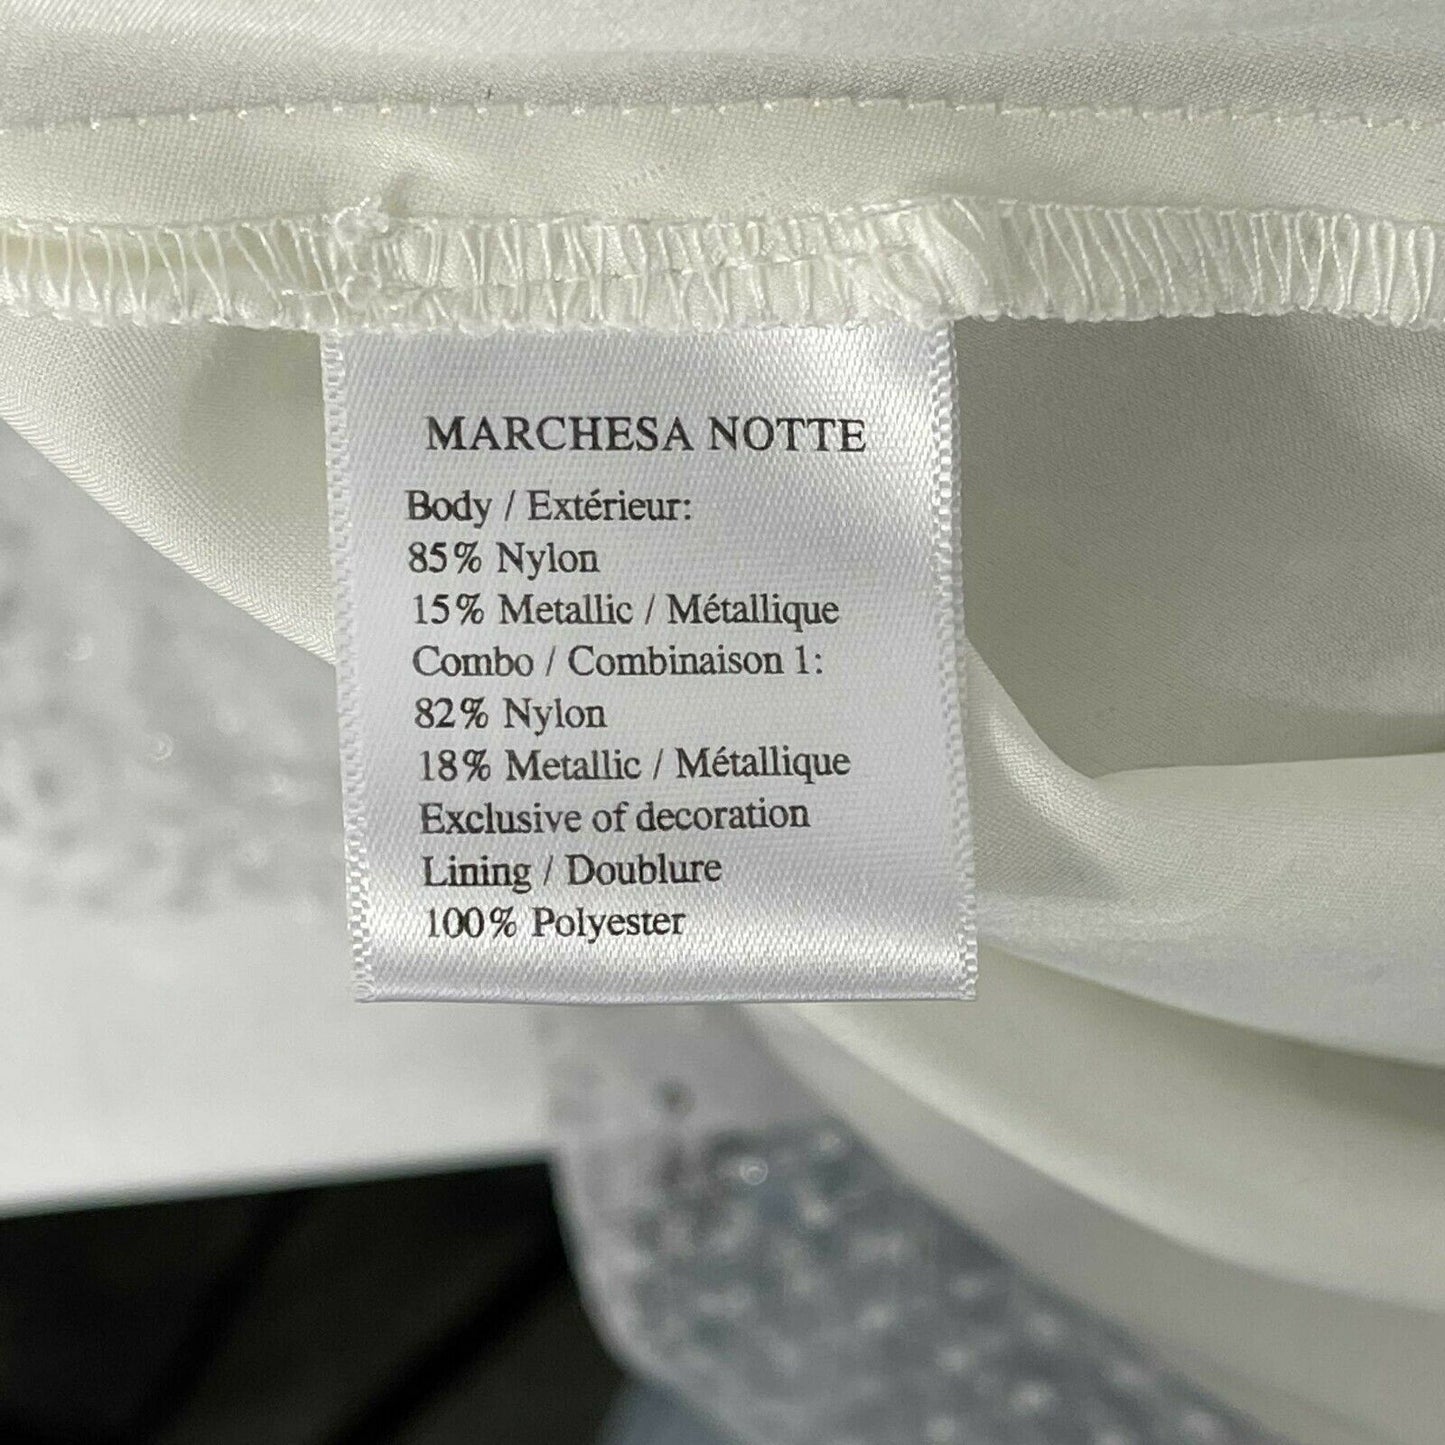 MARCHESA NOTTE
Body / Extérieur:
85% Nylon
15% Metallic / Métallique
Combo / Combinaison 1:
82% Nylon
18% Metallic / Métallique
Exclusive of decoration
Lining / Doublure
100% Polyester